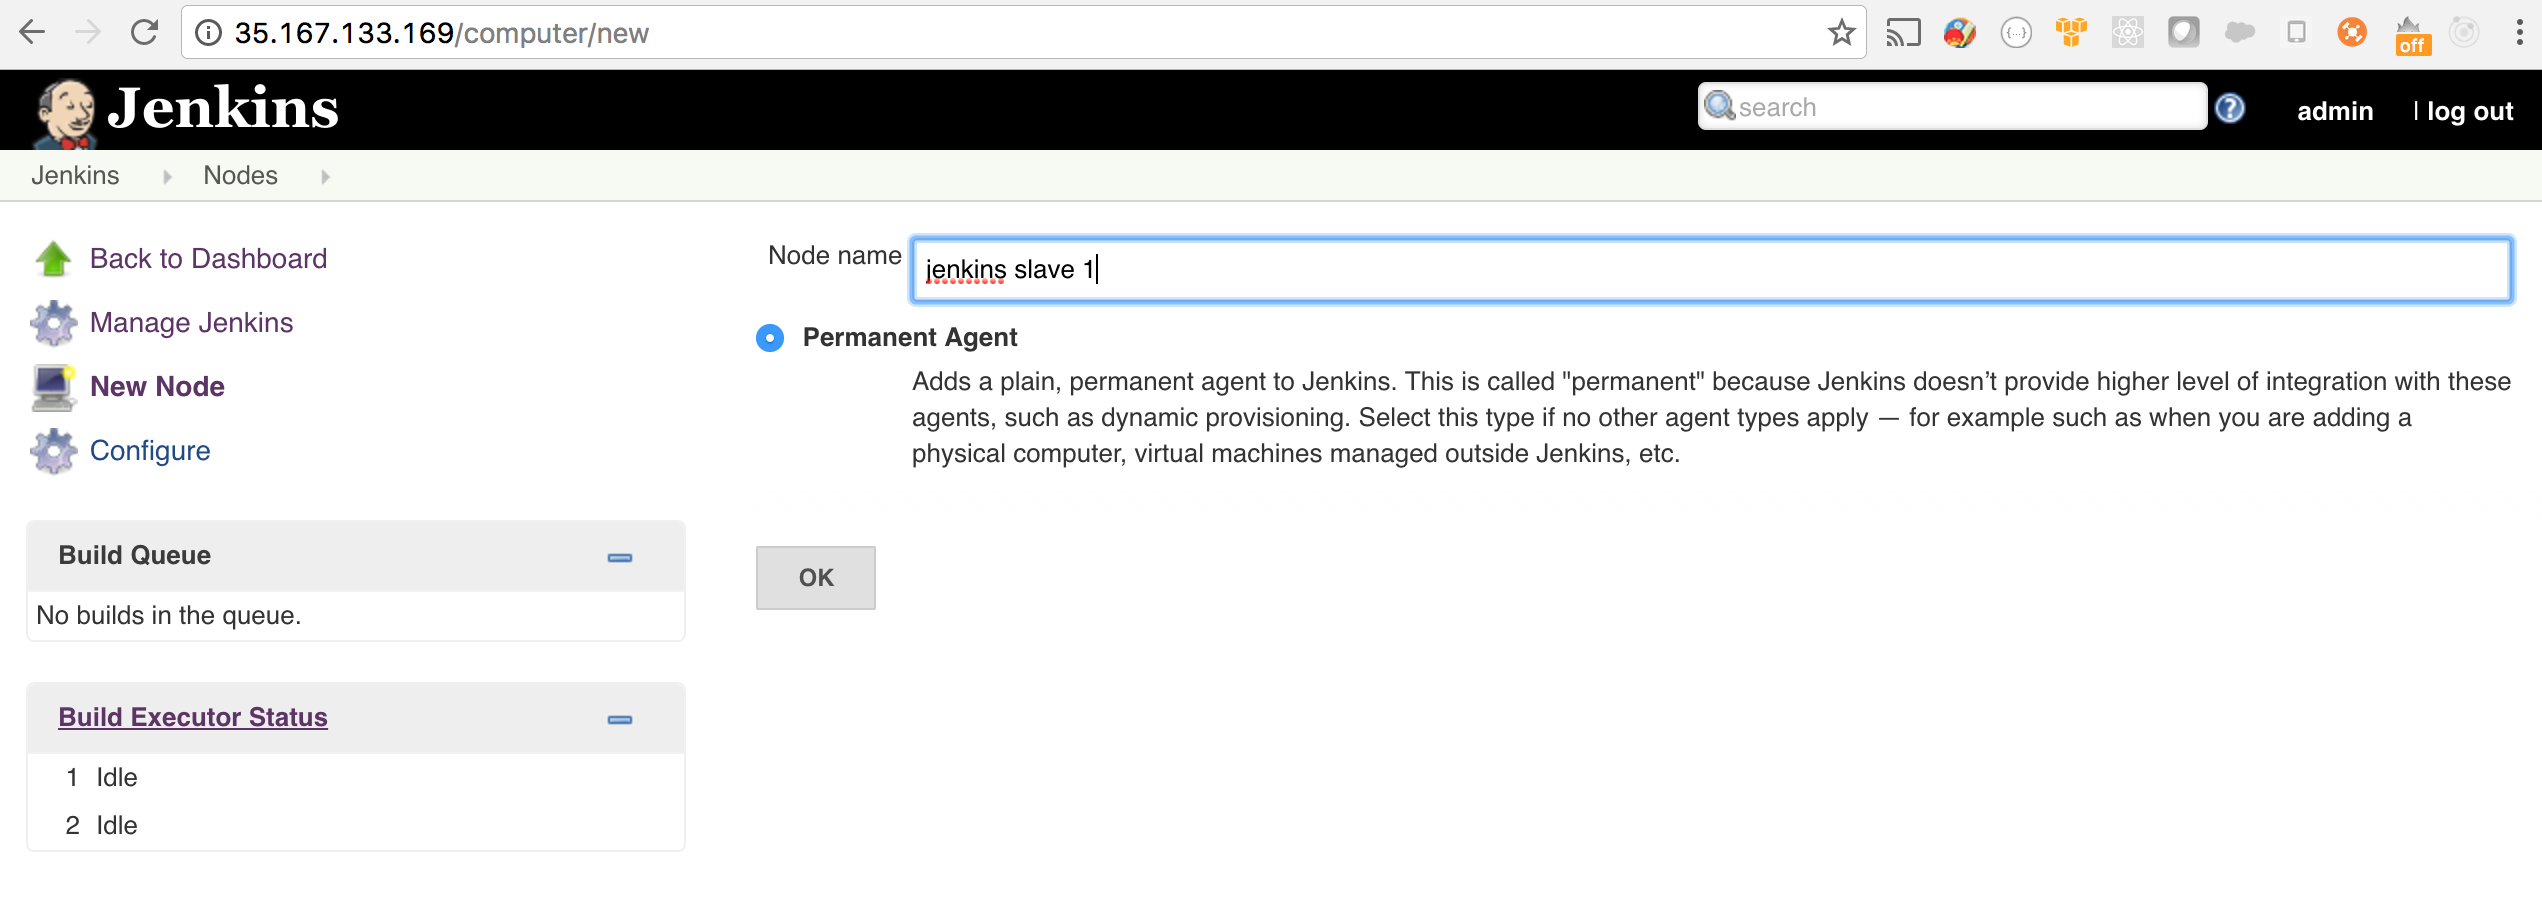 35.167.133.169/computer/new
{...}
off
Jenkins
search
?
admin | log out
Jenkins Nodes
Back to Dashboard
Manage Jenkins
New Node
Configure
Build Queue
No builds in the queue.
Build Executor Status
1 Idle
2 Idle
Node name jenkins slave 1
Permanent Agent
Adds a plain, permanent agent to Jenkins. This is called "permanent" because Jenkins doesn’t provide higher level of integration with these
agents, such as dynamic provisioning. Select this type if no other agent types apply — for example such as when you are adding a
physical computer, virtual machines managed outside Jenkins, etc.
OK